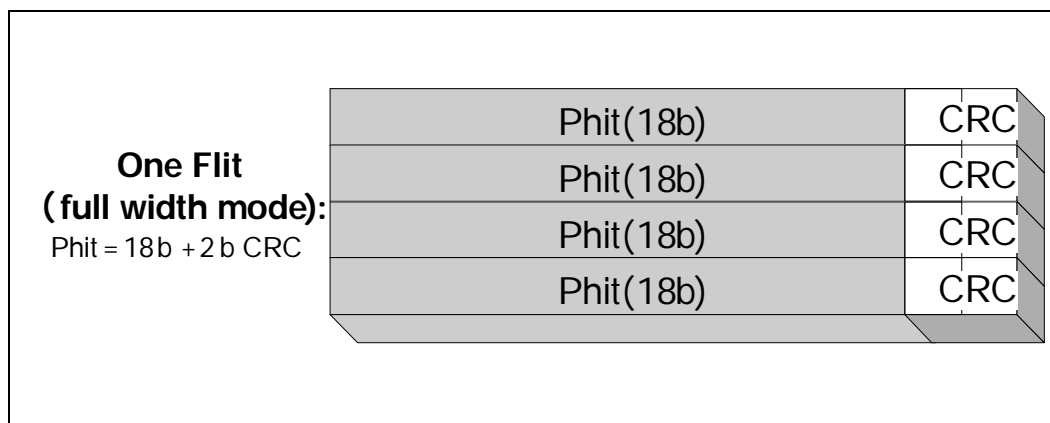 One Flit
(full width mode):
Phit = 18b + 2b CRC
Phit(18b) CRC
Phit(18b) CRC
Phit(18b) CRC
Phit(18b) CRC